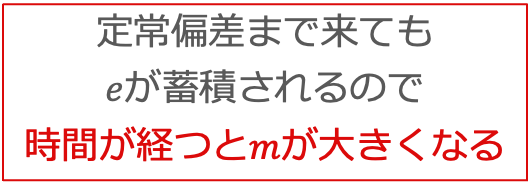 定常偏差まで来ても
eが蓄積されるので
時間が経つとmが大きくなる